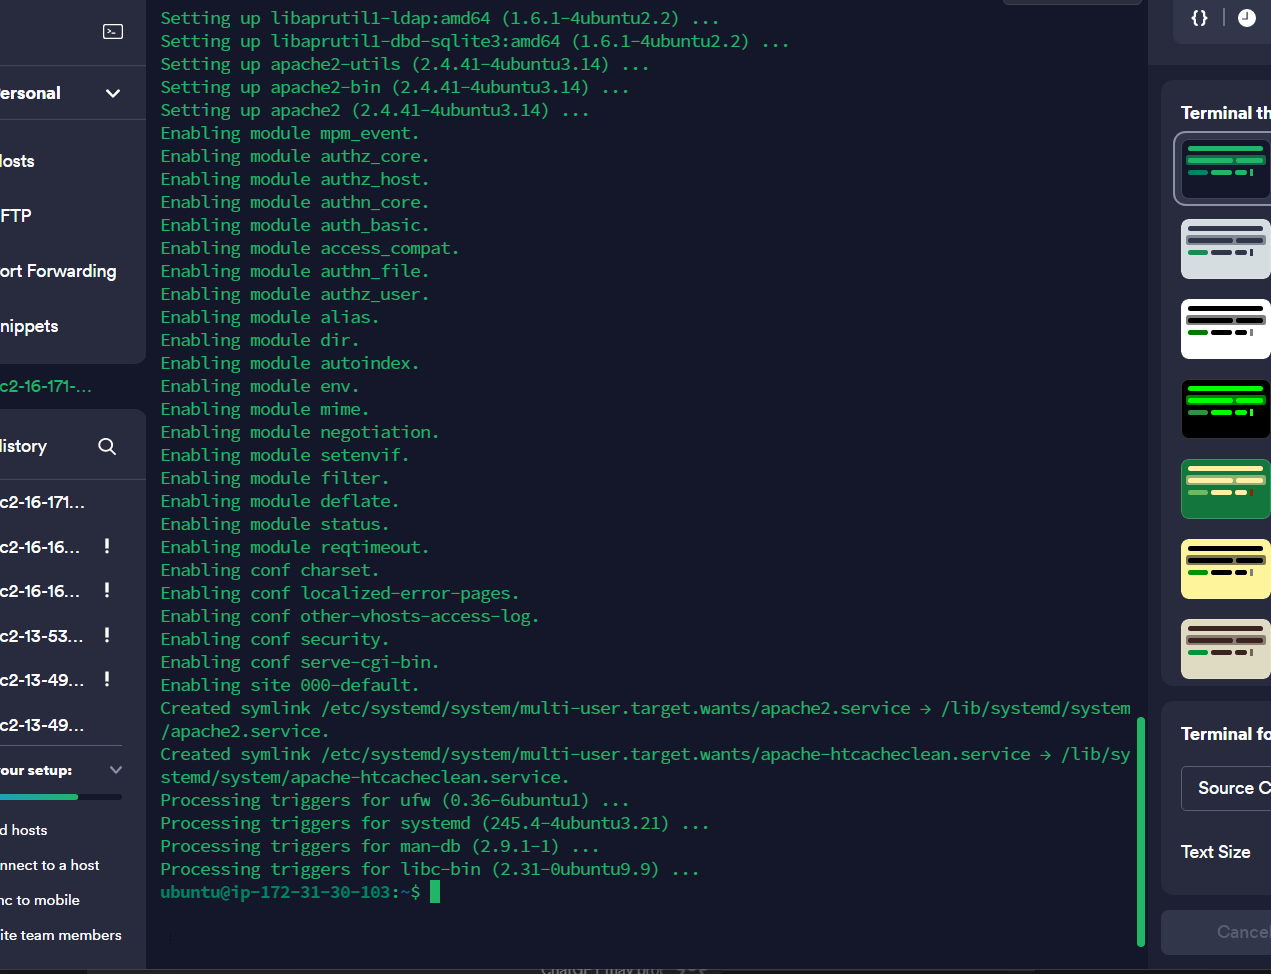 ersonal
osts
FTP
ort Forwarding
nippets
c2-16-171-...
istory
c2-16-171...
c2-16-16... !
c2-16-16... !
c2-13-53... !
c2-13-49... !
c2-13-49...
our setup:
d hosts
nnect to a host
nc to mobile
ite team members
Setting up libaprutil1-ldap:amd64 (1.6.1-4ubuntu2.2) ...
Setting up libaprutil1-dbd-sqlite3:amd64 (1.6.1-4ubuntu2.2) ...
Setting up apache2-utils (2.4.41-4ubuntu3.14) ...
Setting up apache2-bin (2.4.41-4ubuntu3.14) ...
Setting up apache2 (2.4.41-4ubuntu3.14) ...
Enabling module mpm_event.
Enabling module authz_core.
Enabling module authz_host.
Enabling module authn_core.
Enabling module auth_basic.
Enabling module access_compat.
Enabling module authn_file.
Enabling module authz_user.
Enabling module alias.
Enabling module dir.
Enabling module autoindex.
Enabling module env.
Enabling module mime.
Enabling module negotiation.
Enabling module setenvif.
Enabling module filter.
Enabling module deflate.
Enabling module status.
Enabling module reqtimeout.
Enabling conf charset.
Enabling conf localized-error-pages.
Enabling conf other-vhosts-access-log.
Enabling conf security.
Enabling conf serve-cgi-bin.
Enabling site 000-default.
Created symlink /etc/systemd/system/multi-user.target.wants/apache2.service → /lib/systemd/system
/apache2.service.
Created symlink /etc/systemd/system/multi-user.target.wants/apache-htcacheclean.service → /lib/sy
stemd/system/apache-htcacheclean.service.
Processing triggers for ufw (0.36-6ubuntu1) ...
Processing triggers for systemd (245.4-4ubuntu3.21) ...
Processing triggers for man-db (2.9.1-1) ...
Processing triggers for libc-bin (2.31-0ubuntu9.9) ...
ubuntu@ip-172-31-30-103:~$
{}
Terminal th
Terminal fo
Source C
Text Size
Cancel